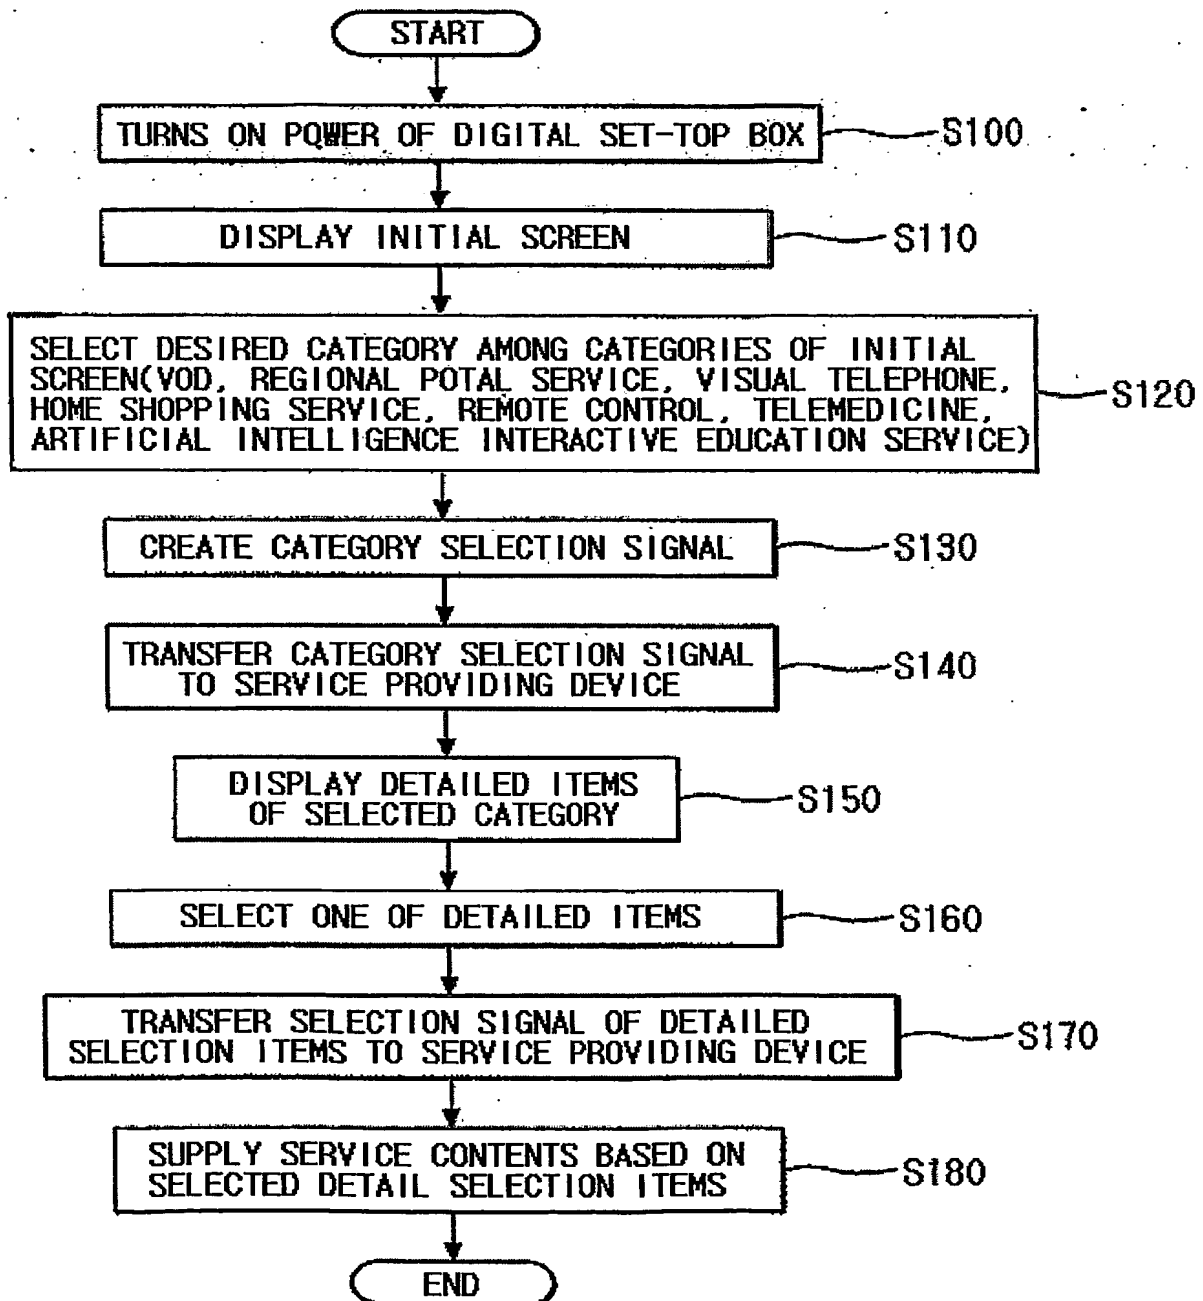 START
TURNS ON POWER OF DIGITAL SET-TOP BOX
S100
DISPLAY INITIAL SCREEN
S110
SELECT DESIRED CATEGORY AMONG CATEGORIES OF INITIAL
SCREEN(VOD, REGIONAL POTAL SERVICE, VISUAL TELEPHONE,
HOME SHOPPING SERVICE, REMOTE CONTROL, TELEMEDICINE,
ARTIFICIAL INTELLIGENCE INTERACTIVE EDUCATION SERVICE)
S120
CREATE CATEGORY SELECTION SIGNAL
S130
TRANSFER CATEGORY SELECTION SIGNAL
TO SERVICE PROVIDING DEVICE
S140
DISPLAY DETAILED ITEMS
OF SELECTED CATEGORY
S150
SELECT ONE OF DETAILED ITEMS
S160
TRANSFER SELECTION SIGNAL OF DETAILED
SELECTION ITEMS TO SERVICE PROVIDING DEVICE
S170
SUPPLY SERVICE CONTENTS BASED ON
SELECTED DETAIL SELECTION ITEMS
S180
END